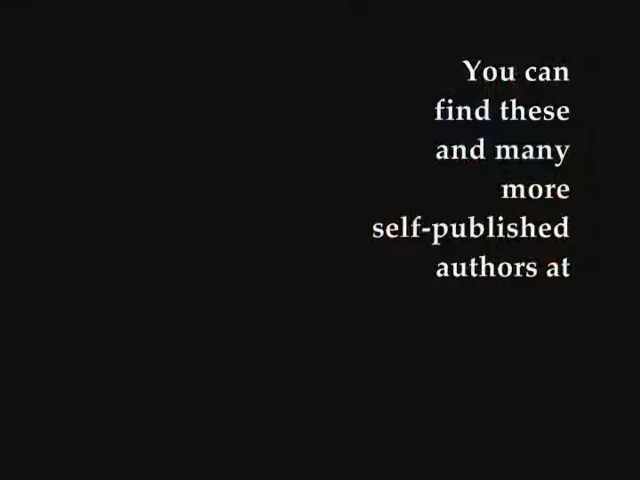 You can
find these
and many
more
self-published
authors at